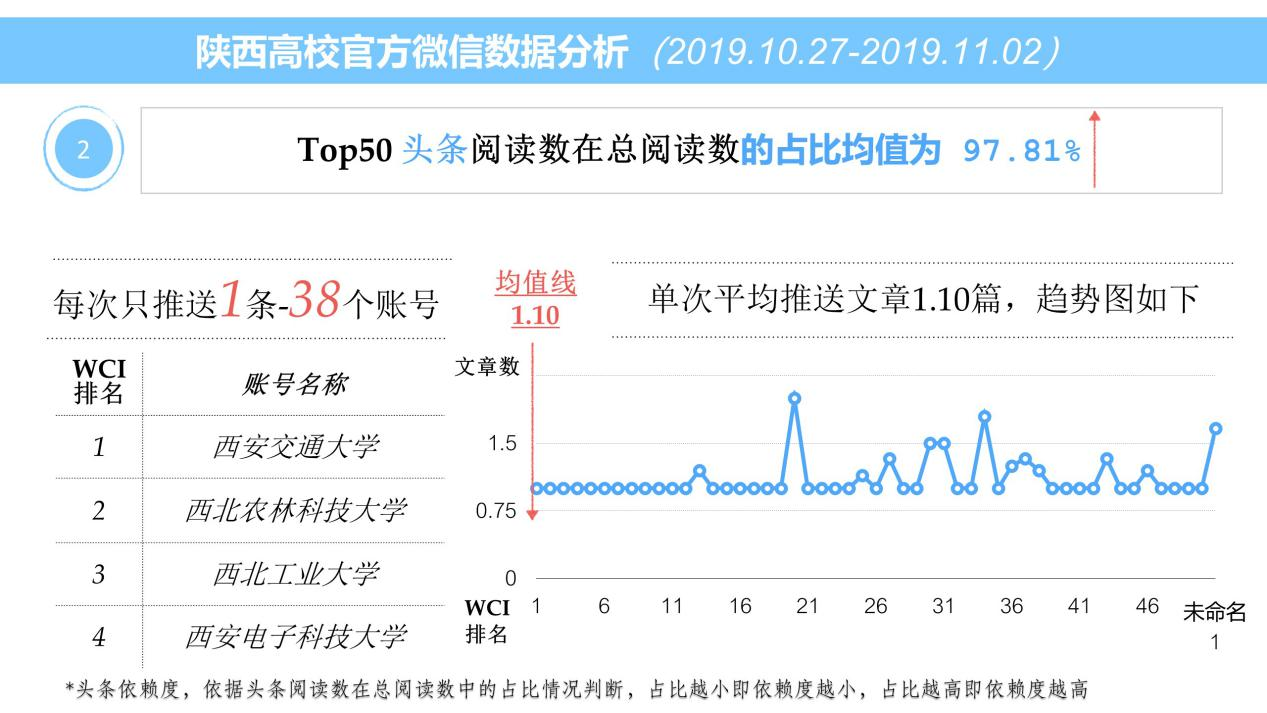 陕西高校官方微信数据分析（2019.10.27-2019.11.02）
2
Top50 头条阅读数在总阅读数的占比均值为 97.81%
每次只推送1条-38个账号
均值线
1.10
单次平均推送文章1.10篇，趋势图如下
WCI
排名
账号名称
1 西安交通大学
2 西北农林科技大学
3 西北工业大学
4 西安电子科技大学
文章数
1.5
0.75
0
WCI
排名
1 6 11 16 21 26 31 36 41 46 未命名
1
*头条依赖度，依据头条阅读数在总阅读数中的占比情况判断，占比越小即依赖度越小，占比越高即依赖度越高